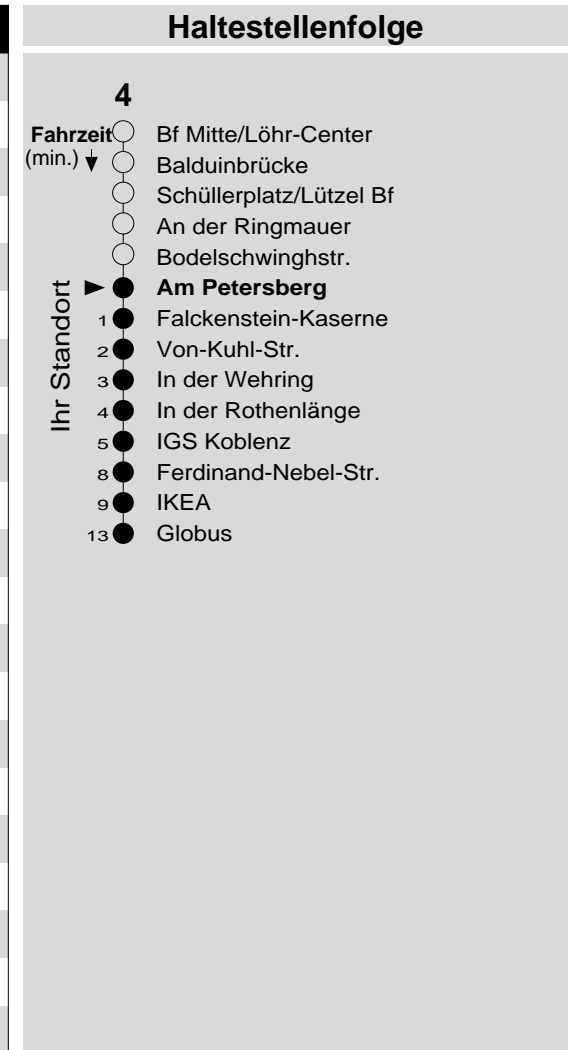 Haltestellenfolge
4
Fahrzeit
(min.)
Bf Mitte/Löhr-Center
Balduinbrücke
Schüllerplatz/Lützel Bf
An der Ringmauer
Bodelschwinghstr.
Ihr Standort
Am Petersberg
1 Falckenstein-Kaserne
2 Von-Kuhl-Str.
3 In der Wehring
4 In der Rothenlänge
5 IGS Koblenz
8 Ferdinand-Nebel-Str.
9 IKEA
13 Globus